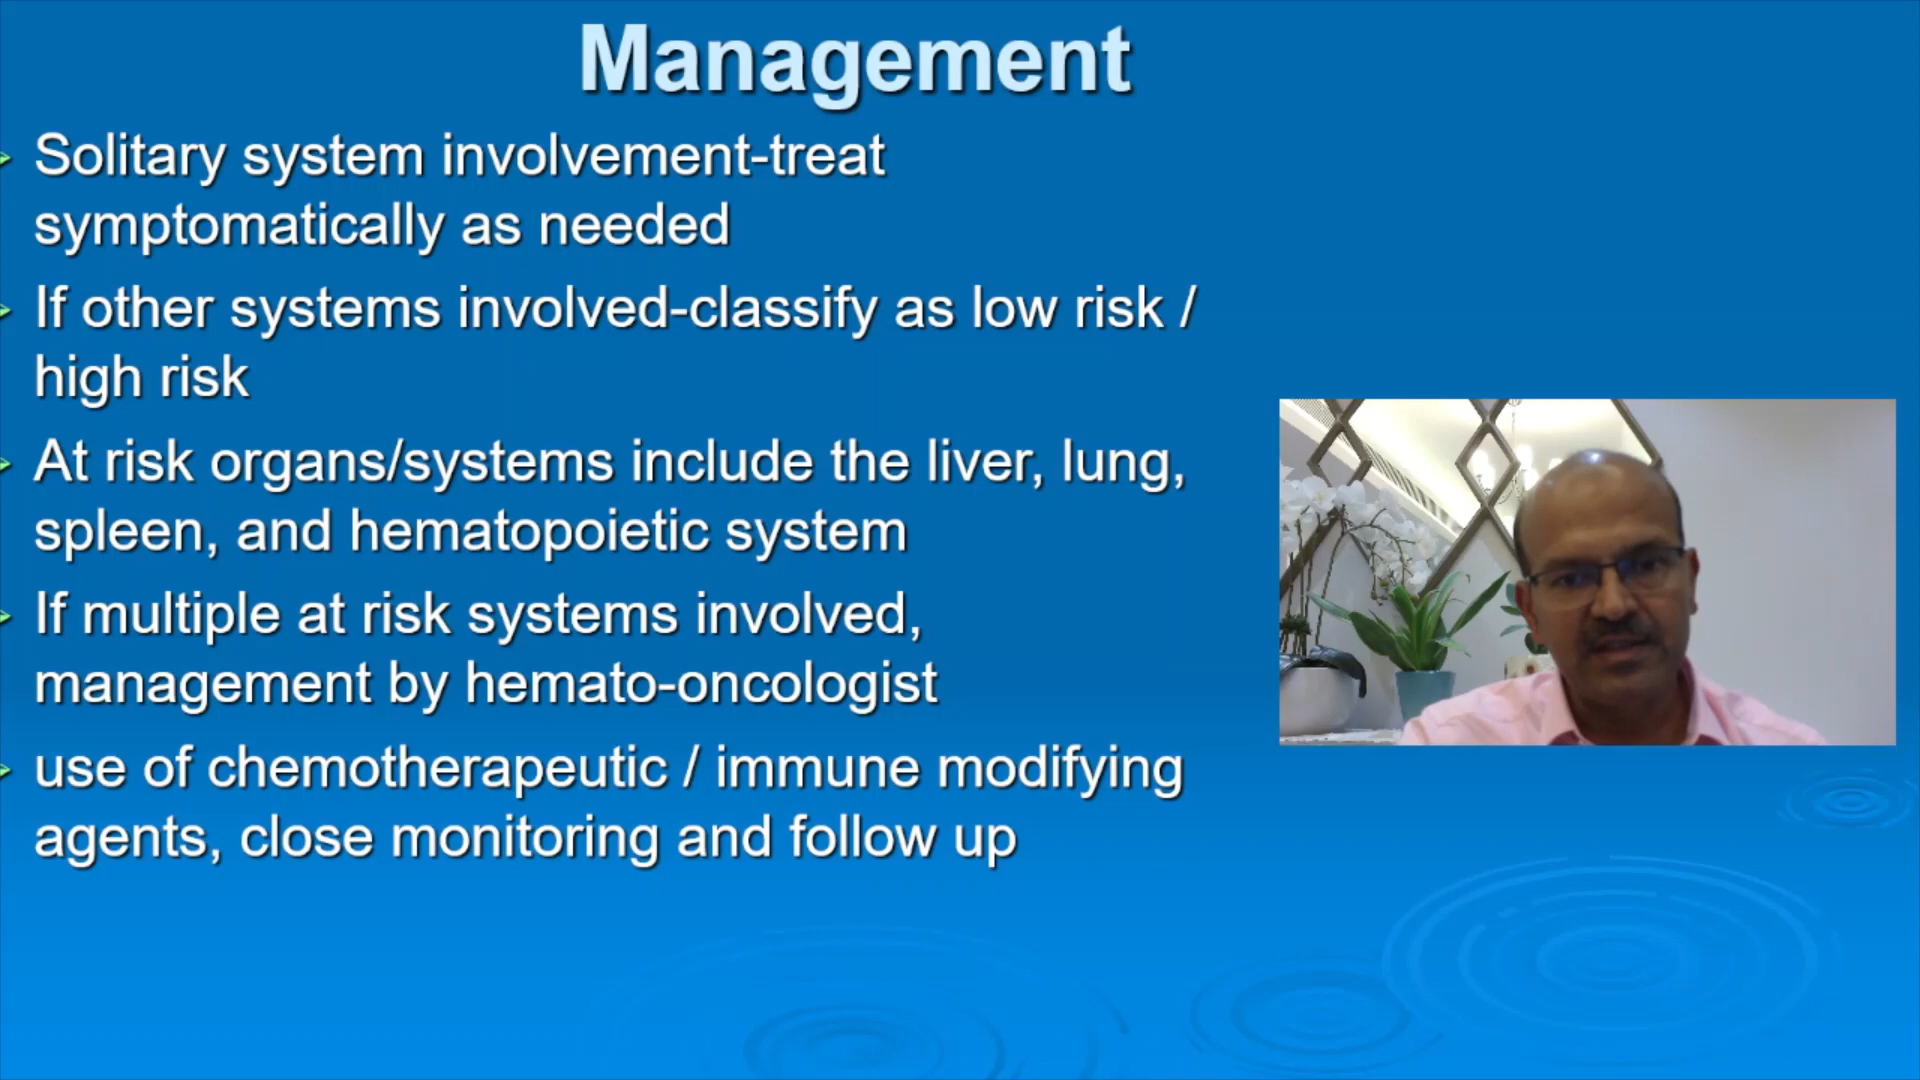 Management
Solitary system involvement-treat
symptomatically as needed
If other systems involved-classify as low risk /
high risk
At risk organs/systems include the liver, lung,
spleen, and hematopoietic system
If multiple at risk systems involved,
management by hemato-oncologist
use of chemotherapeutic / immune modifying
agents, close monitoring and follow up